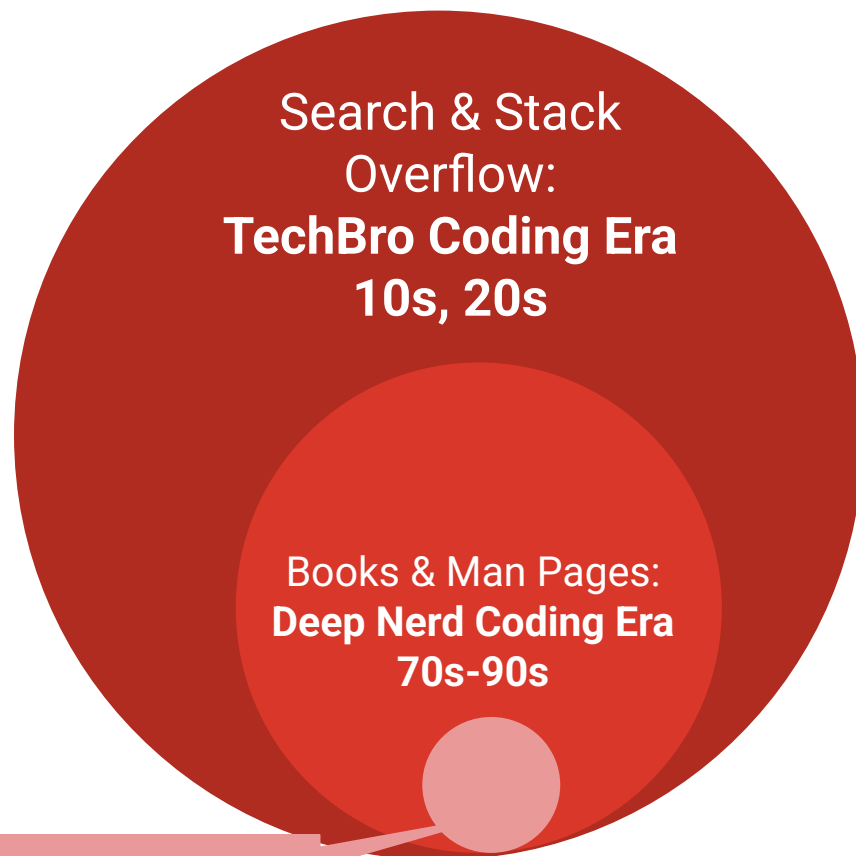 Search & Stack
Overflow:
TechBro Coding Era
10s, 20s
Books & Man Pages:
Deep Nerd Coding Era
70s-90s